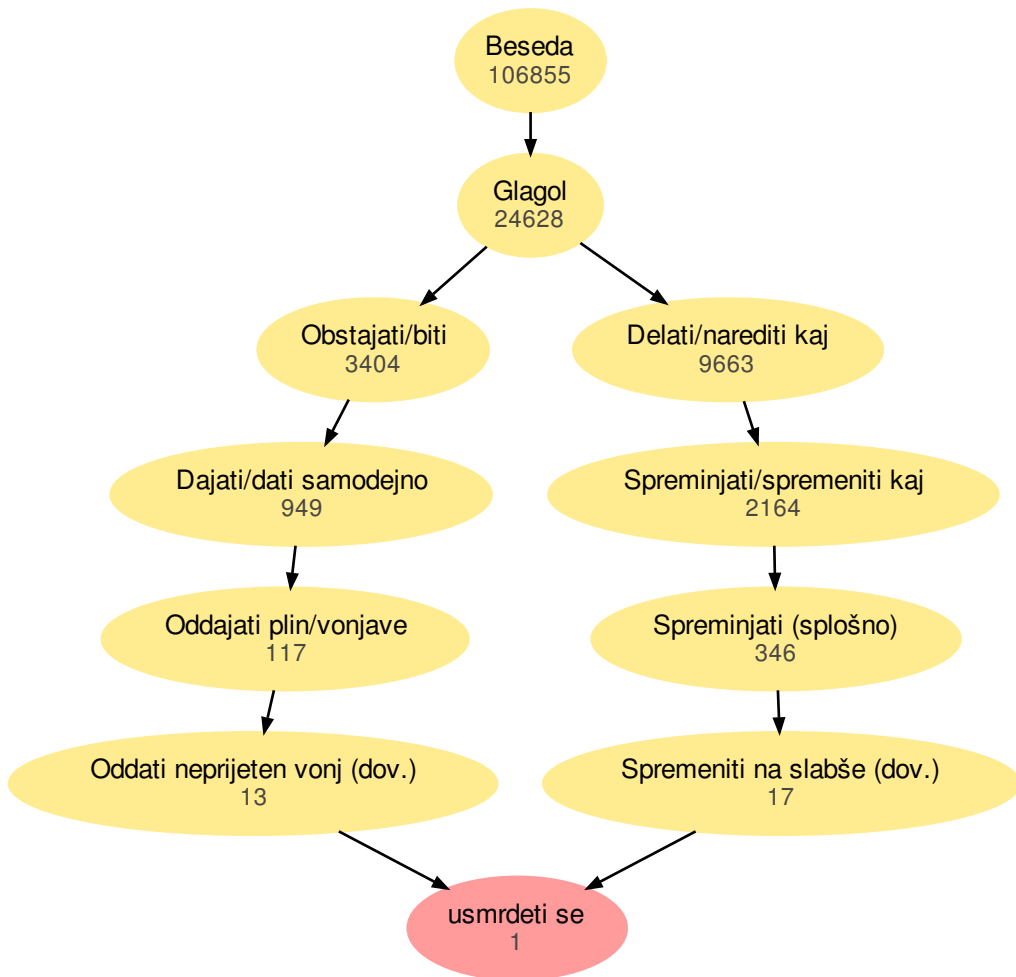 Beseda
106855
Glagol
24628
Obstajati/biti
3404
Delati/narediti kaj
9663
Dajati/dati samodejno
949
Spreminjati/spremeniti kaj
2164
Oddajati plin/vonjave
117
Spreminjati (splošno)
346
Oddati neprijeten vonj (dov.)
13
Spremeniti na slabše (dov.)
17
usmrdeti se
1